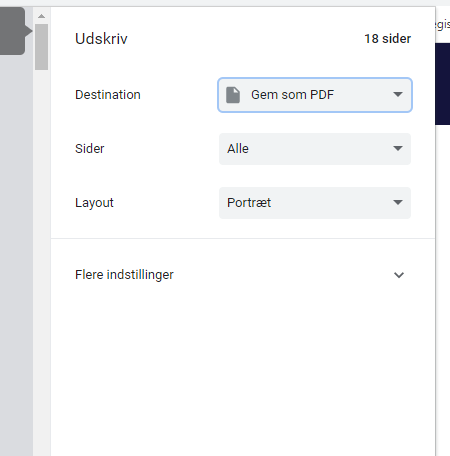 Udskriv 18 sider
Destination Gem som PDF
Sider Alle
Layout Portræt
Flere indstillinger